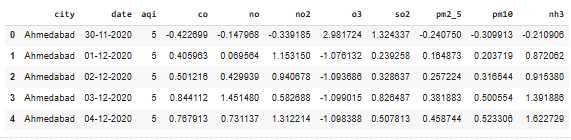 city date aqi co no no2 o3 so2 pm2_5 pm10 nh3
0 Ahmedabad 30-11-2020 5 -0.422699 -0.147968 -0.339185 2.981724 1.324337 -0.240750 -0.309913 -0.210906
1 Ahmedabad 01-12-2020 5 0.405963 0.069564 1.153150 -1.076132 0.239258 0.164873 0.203719 0.872062
2 Ahmedabad 02-12-2020 5 0.501216 0.429939 0.940678 -1.093686 0.328637 0.257224 0.316544 0.915380
3 Ahmedabad 03-12-2020 5 0.844112 1.451480 0.582688 -1.099015 0.826487 0.381883 0.500554 1.391886
4 Ahmedabad 04-12-2020 5 0.767913 0.731137 1.312214 -1.098388 0.507813 0.458744 0.523306 1.622729